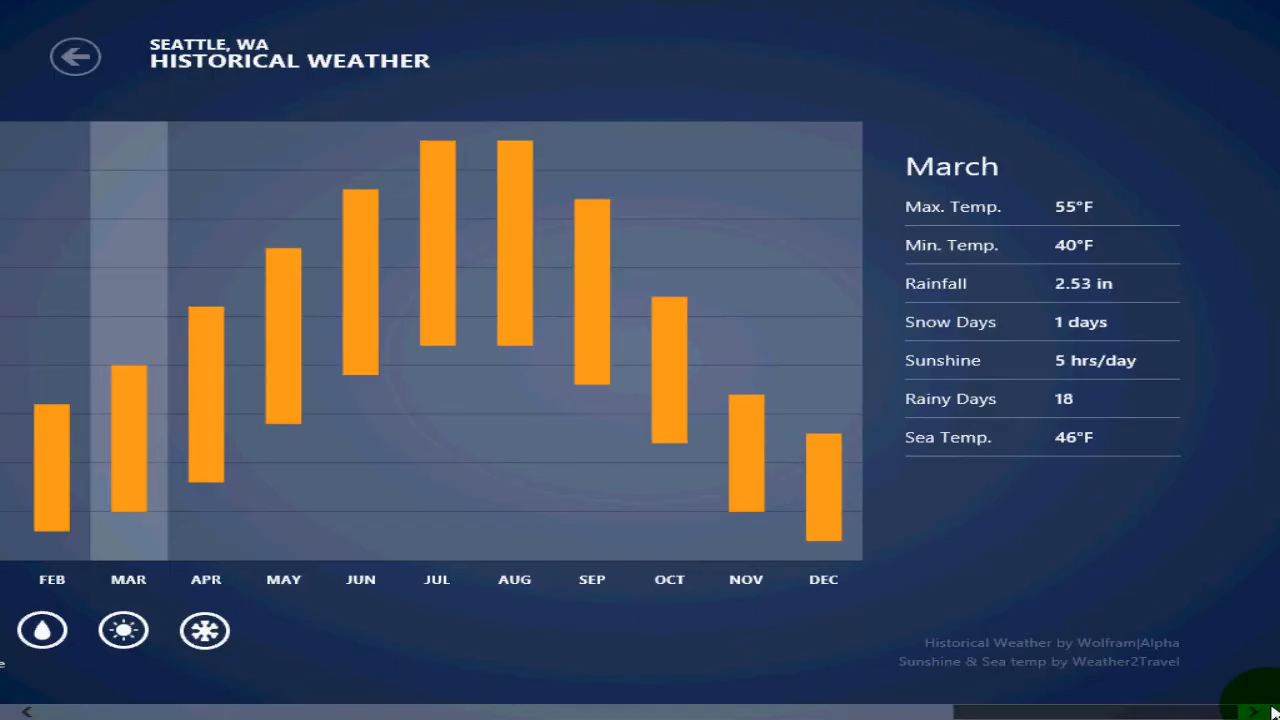 SEATTLE, WA
HISTORICAL WEATHER
March
Max. Temp. 55°F
Min. Temp. 40°F
Rainfall 2.53 in
Snow Days 1 days
Sunshine 5 hrs/day
Rainy Days 18
Sea Temp. 46°F
FEB MAR APR MAY JUN JUL AUG SEP OCT NOV DEC
e
Historical Weather by Wolfram|Alpha
Sunshine & Sea temp by Weather2Travel